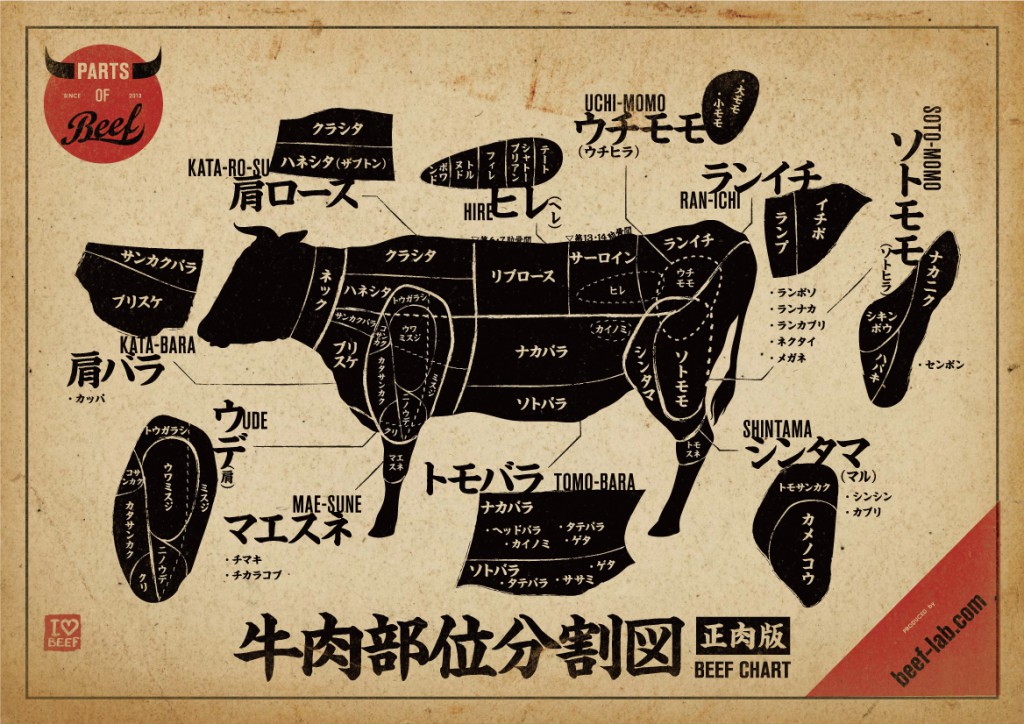 PARTS
OF
SINCE 2013
Beef
クラシタ
ハネシタ(ザブトン)
KATA-RO-SU
肩ロース
シャトーブリアン
テート
フィレ
HIRE
ヒレ
(ヘレ)
UCHI-MOMO
ウチモモ
(ウチヒラ)
大モモ
小モモ
ランイチ
RAN-ICHI
イチボ
ランプ
・ランボソ
・ランナカ
・ランカブリ
・ネクタイ
・メガネ
SOTO-MOMO
ソトモモ
(ソトヒラ)
ナカニク
シキンボウ
ハバキ
・センボン
サンカクバラ
ブリスケ
KATA-BARA
肩バラ
・カッパ
ネック
クラシタ
ハネシタ
トウガラシ
サンカクバラ
コサンカク
ウワミスジ
ブリスケ
カタサンカク
ミスジ
ニノウデ
クリ
マエスネ
リブロース
▽第13・14肋骨間
サーロイン
ヒレ
カイノミ
ナカバラ
ソトバラ
ランイチ
ウチモモ
シンタマ
ソトモモ
トモスネ
ウデ
UDE
(肩)
トウガラシ
コサンカク
ウワミスジ
ミスジ
カタサンカク
ニノウデ
クリ
MAE-SUNE
マエスネ
・チマキ
・チカラコブ
トモバラ TOMO-BARA
ナカバラ
・ヘッドバラ ・タテバラ
・カイノミ ・ゲタ
ソトバラ ・ゲタ
・タテバラ ・ササミ
SHINTAMA
シンタマ
(マル)
・シンシン
・カブリ
トモサンカク
カメノコウ
I♡
BEEF
牛肉部位分割図 正肉版
BEEF CHART
PRODUCED BY
beef-lab.com